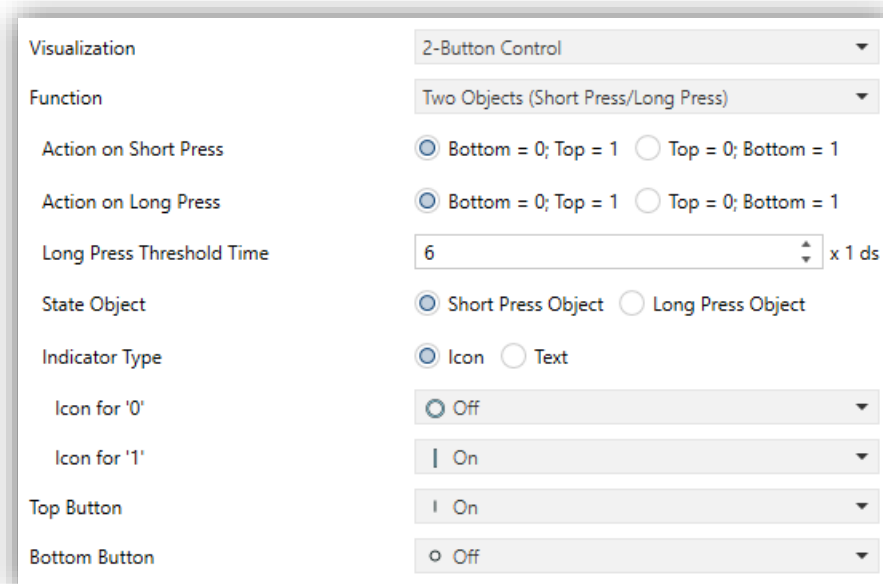 Visualization 2-Button Control
Function Two Objects (Short Press/Long Press)
Action on Short Press Bottom = 0; Top = 1 Top = 0; Bottom = 1
Action on Long Press Bottom = 0; Top = 1 Top = 0; Bottom = 1
Long Press Threshold Time 6 x 1 ds
State Object Short Press Object Long Press Object
Indicator Type Icon Text
Icon for '0' Off
Icon for '1' On
Top Button On
Bottom Button Off